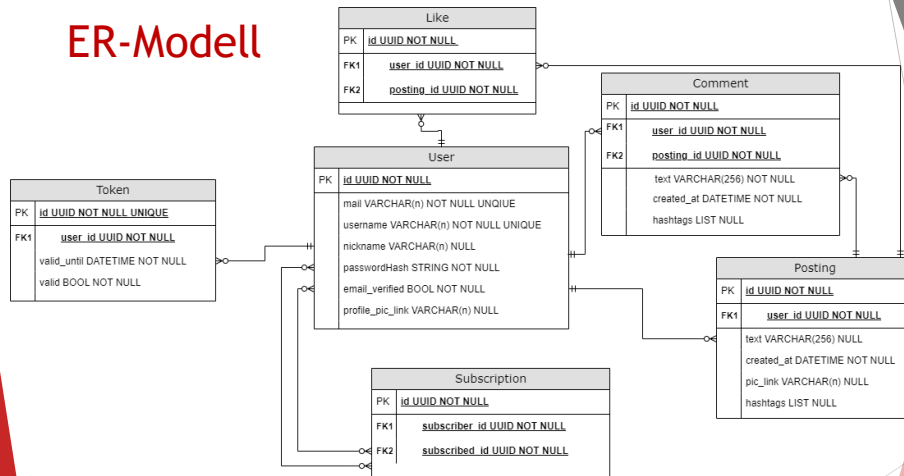 ER-Modell
Like
PK id UUID NOT NULL
FK1 user_id UUID NOT NULL
FK2 posting_id UUID NOT NULL
Comment
PK id UUID NOT NULL
FK1 user_id UUID NOT NULL
FK2 posting_id UUID NOT NULL
text VARCHAR(256) NOT NULL
created_at DATETIME NOT NULL
hashtags LIST NULL
User
PK id UUID NOT NULL
mail VARCHAR(n) NOT NULL UNQIUE
username VARCHAR(n) NOT NULL UNIQUE
nickname VARCHAR(n) NULL
passwordHash STRING NOT NULL
email_verified BOOL NOT NULL
profile_pic_link VARCHAR(n) NULL
Token
PK id UUID NOT NULL UNIQUE
FK1 user_id UUID NOT NULL
valid_until DATETIME NOT NULL
valid BOOL NOT NULL
Posting
PK id UUID NOT NULL
FK1 user_id UUID NOT NULL
text VARCHAR(256) NULL
created_at DATETIME NOT NULL
pic_link VARCHAR(n) NULL
hashtags LIST NULL
Subscription
PK id UUID NOT NULL
FK1 subscriber_id UUID NOT NULL
FK2 subscribed_id UUID NOT NULL